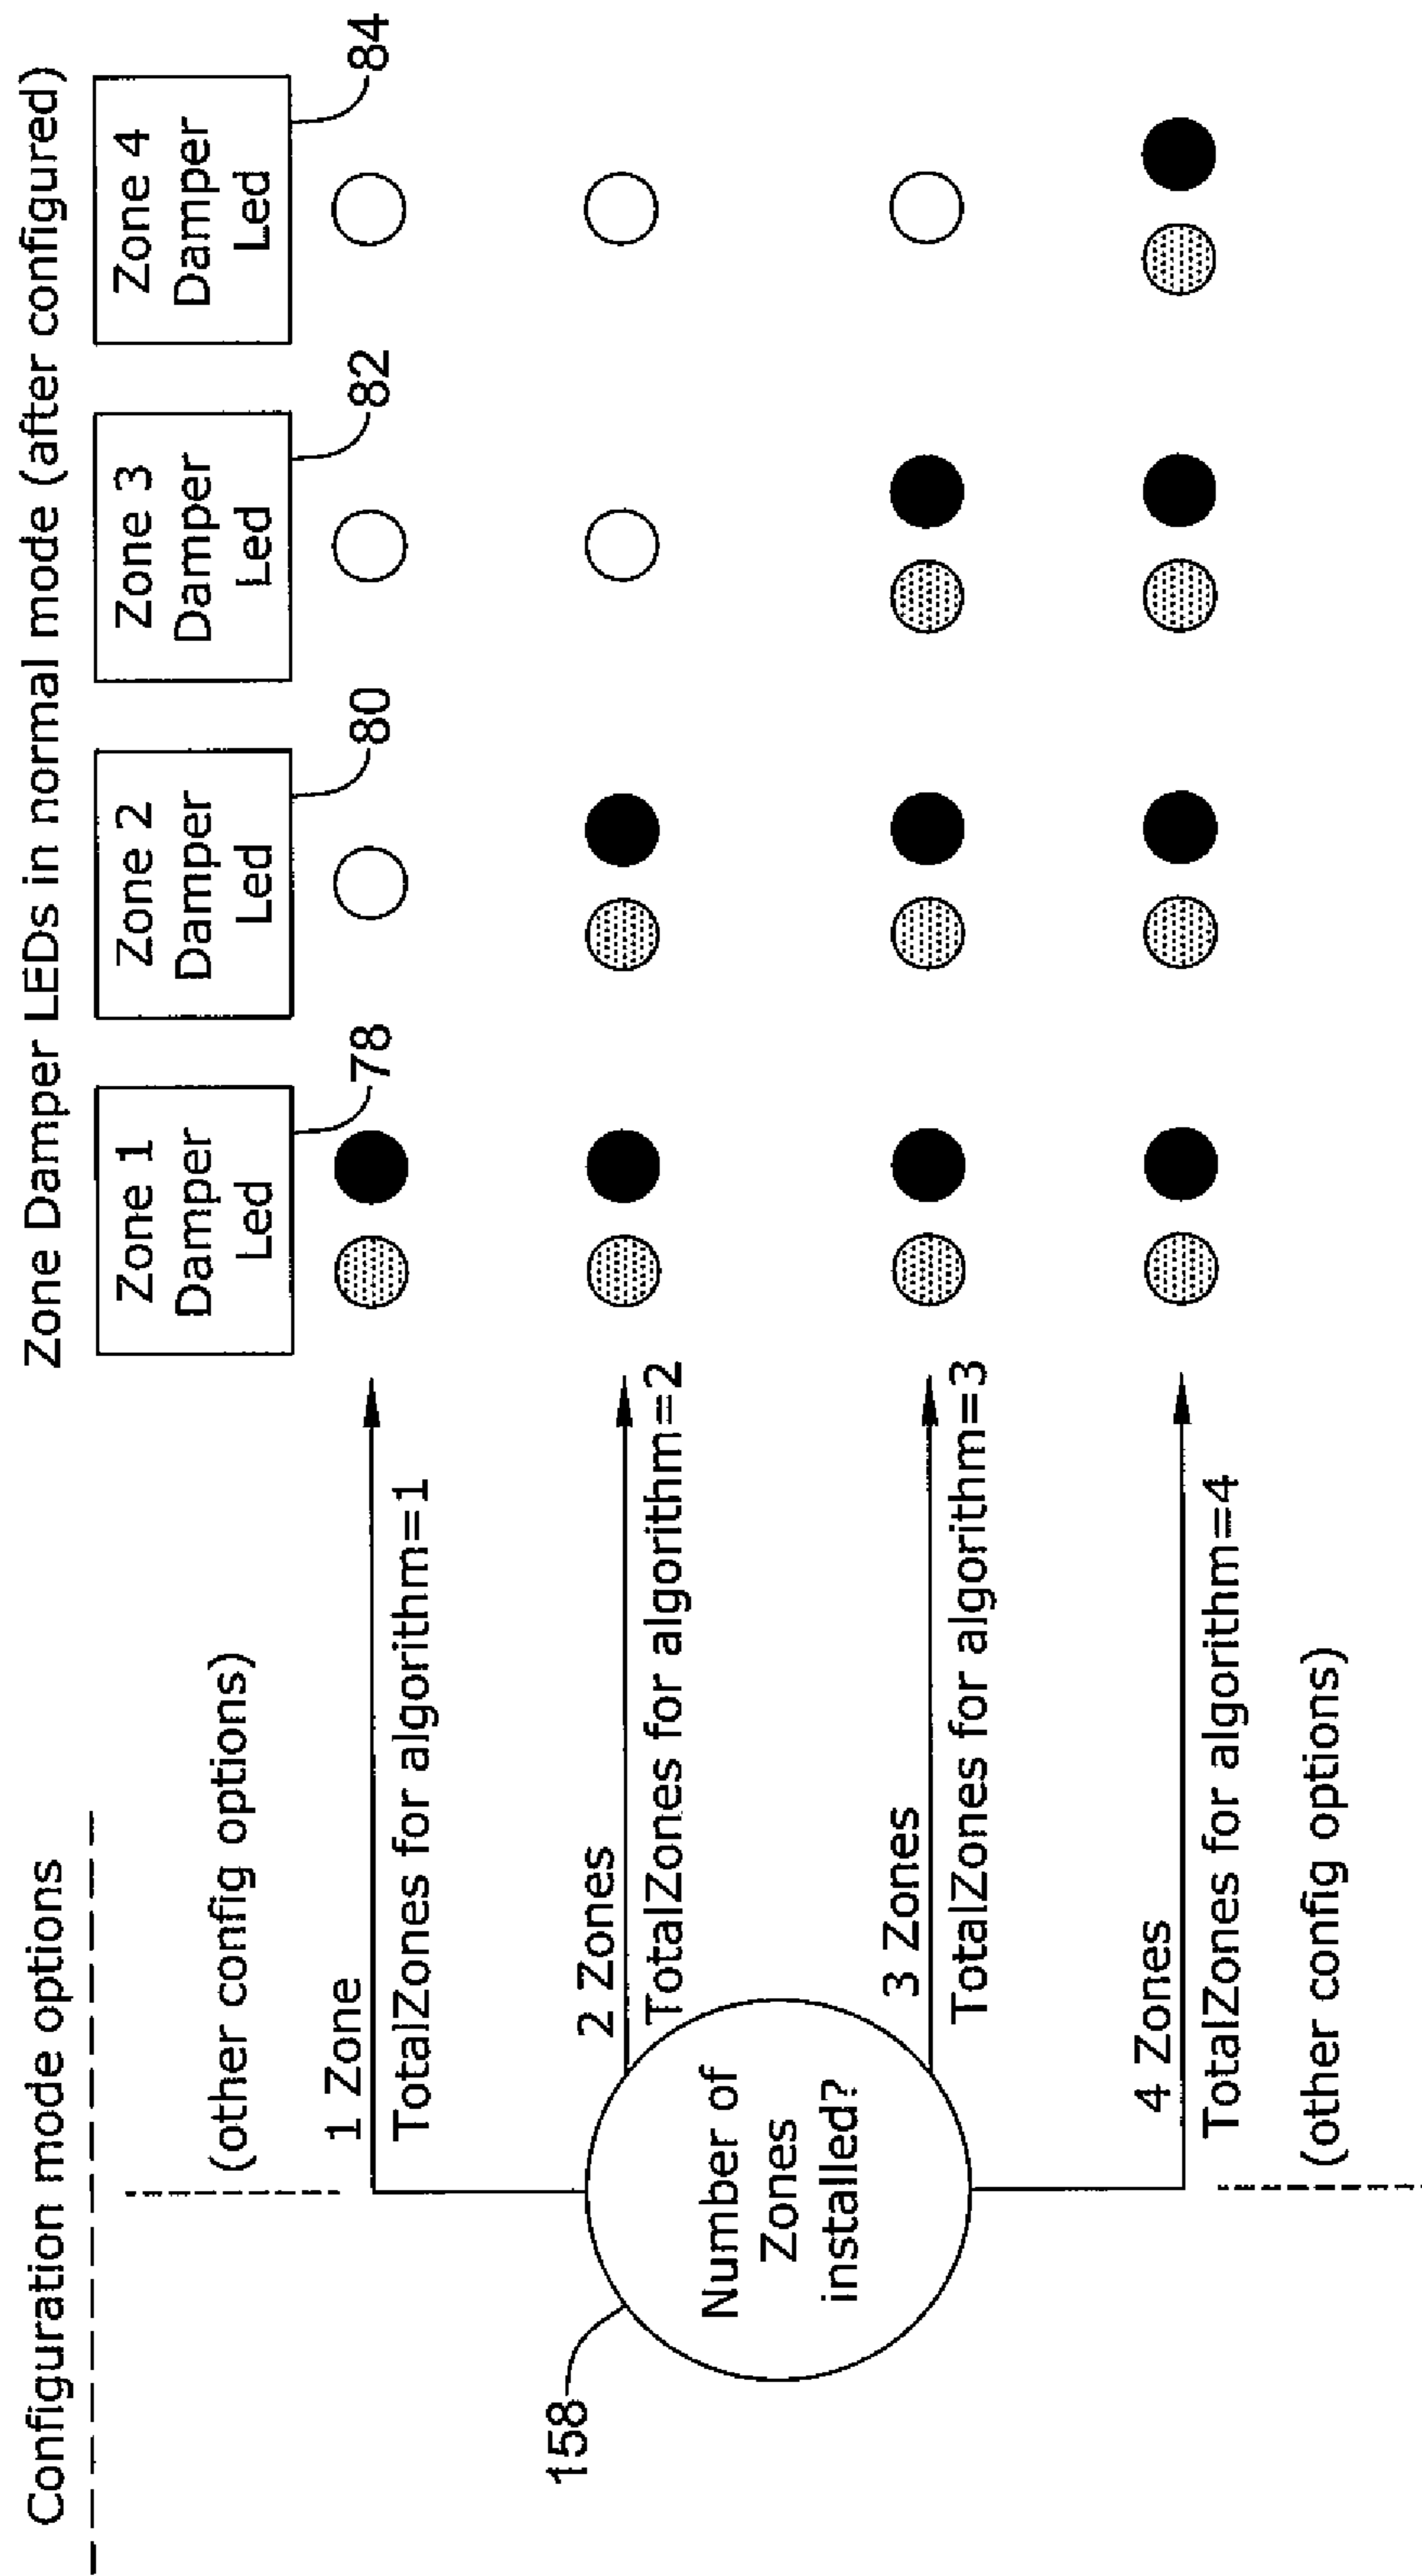 Configuration mode options
Zone Damper LEDs in normal mode (after configured)
Zone 1
Damper
Led
Zone 2
Damper
Led
Zone 3
Damper
Led
Zone 4
Damper
Led
78
80
82
84
(other config options)
1 Zone
TotalZones for algorithm=1
2 Zones
TotalZones for algorithm=2
158
Number of
Zones
installed?
3 Zones
TotalZones for algorithm=3
4 Zones
TotalZones for algorithm=4
(other config options)